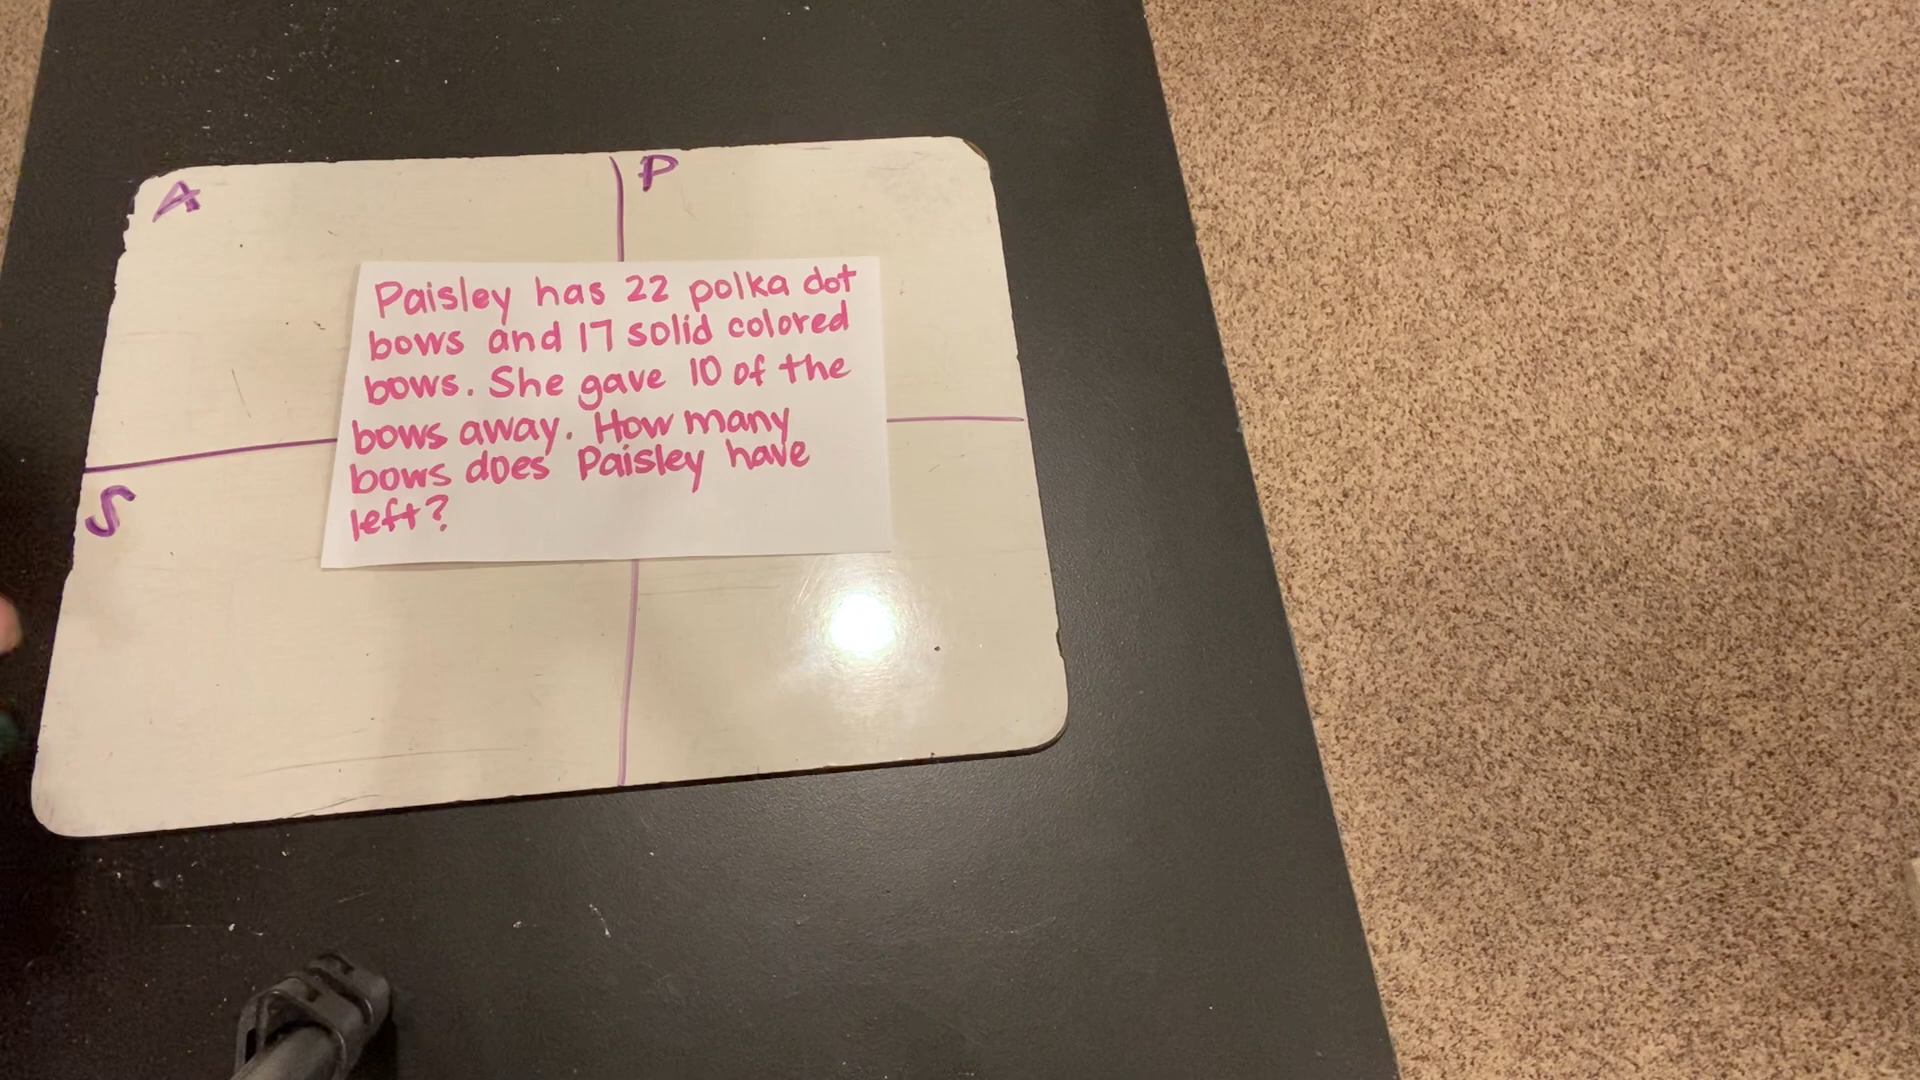 A
P
Paisley has 22 polka dot
bows and 17 solid colored
bows. She gave 10 of the
bows away. How many
bows does Paisley have
left?
S